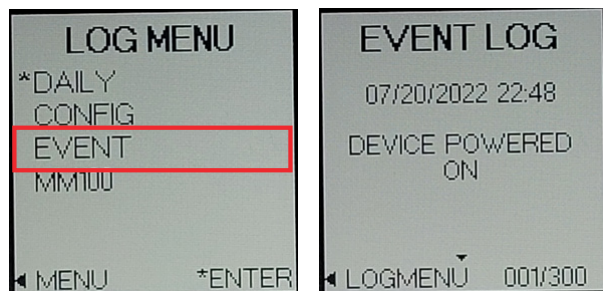 LOG MENU
*DAILY
CONFIG
EVENT
MM100
MENU *ENTER
EVENT LOG
07/20/2022 22:48
DEVICE POWERED
ON
LOGMENU 001/300